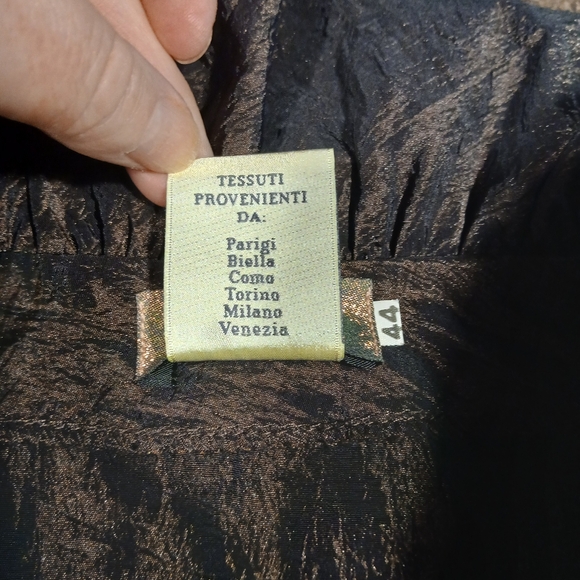 TESSUTI
PROVENIENTI
DA:
Parigi
Biella
Como
Torino
Milano
Venezia
44